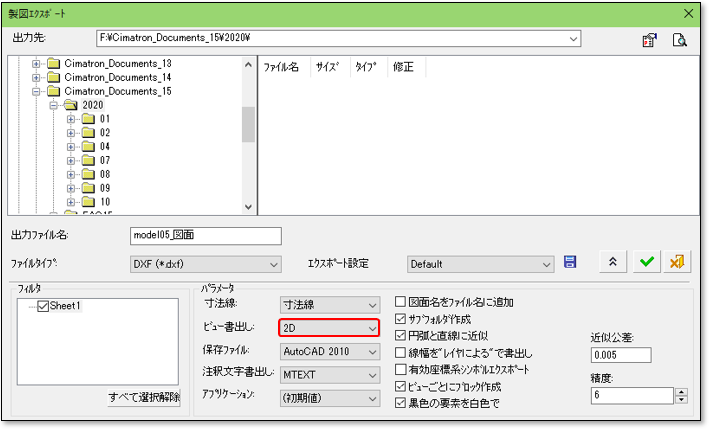 製図エクスポート
出力先:
F:¥Cimatron_Documents_15¥2020¥
Cimatron_Documents_13
Cimatron_Documents_14
Cimatron_Documents_15
2020
01
02
04
07
08
09
10
ファイル名 サイズ タイプ 修正
出力ファイル名: model05_図面
ファイルタイプ: DXF (*.dxf) エクスポート設定 Default
フィルタ
Sheet1
すべて選択解除
パラメータ
寸法線: 寸法線
ビュー書出し: 2D
保存ファイル: AutoCAD 2010
注釈文字書出し: MTEXT
アプリケーション: (初期値)
図面名をファイル名に追加
サブフォルダ作成
円弧と直線に近似
線幅を"レイヤによる"で書出し
有効座標系シンボルエクスポート
ビューごとにブロック作成
黒色の要素を白色で
近似公差:
0.005
精度:
6